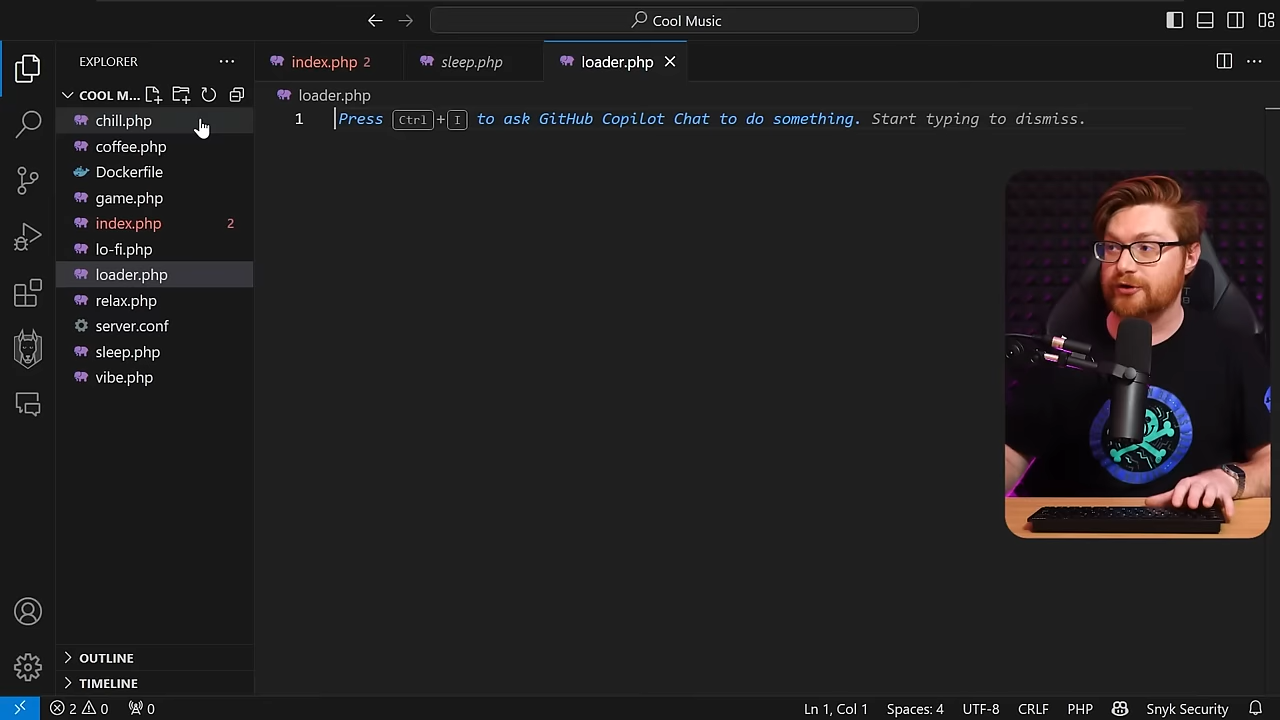 Cool Music
EXPLORER
index.php 2
sleep.php
loader.php
COOL M...
loader.php
chill.php
1
Press Ctrl+I to ask GitHub Copilot Chat to do something. Start typing to dismiss.
coffee.php
Dockerfile
game.php
index.php 2
lo-fi.php
loader.php
relax.php
server.conf
sleep.php
vibe.php
OUTLINE
TIMELINE
2 0 0 Ln 1, Col 1 Spaces: 4 UTF-8 CRLF PHP Snyk Security